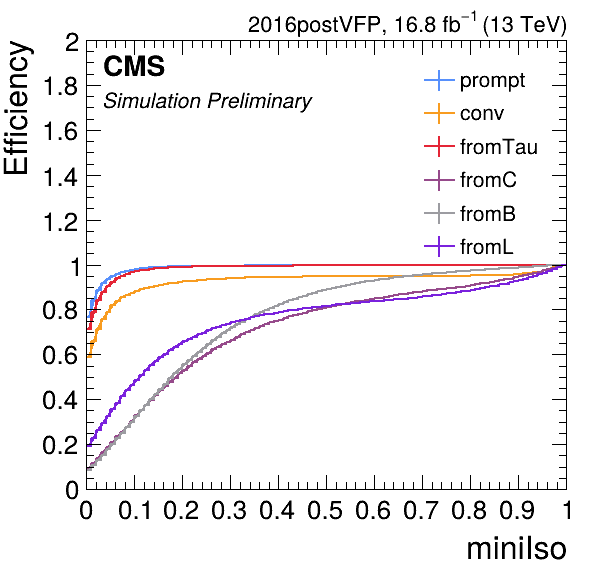 2016postVFP, 16.8 fb⁻¹ (13 TeV)
CMS
Simulation Preliminary
prompt
conv
fromTau
fromC
fromB
fromL
Efficiency
2
1.8
1.6
1.4
1.2
1
0.8
0.6
0.4
0.2
0
0 0.1 0.2 0.3 0.4 0.5 0.6 0.7 0.8 0.9 1
miniIso